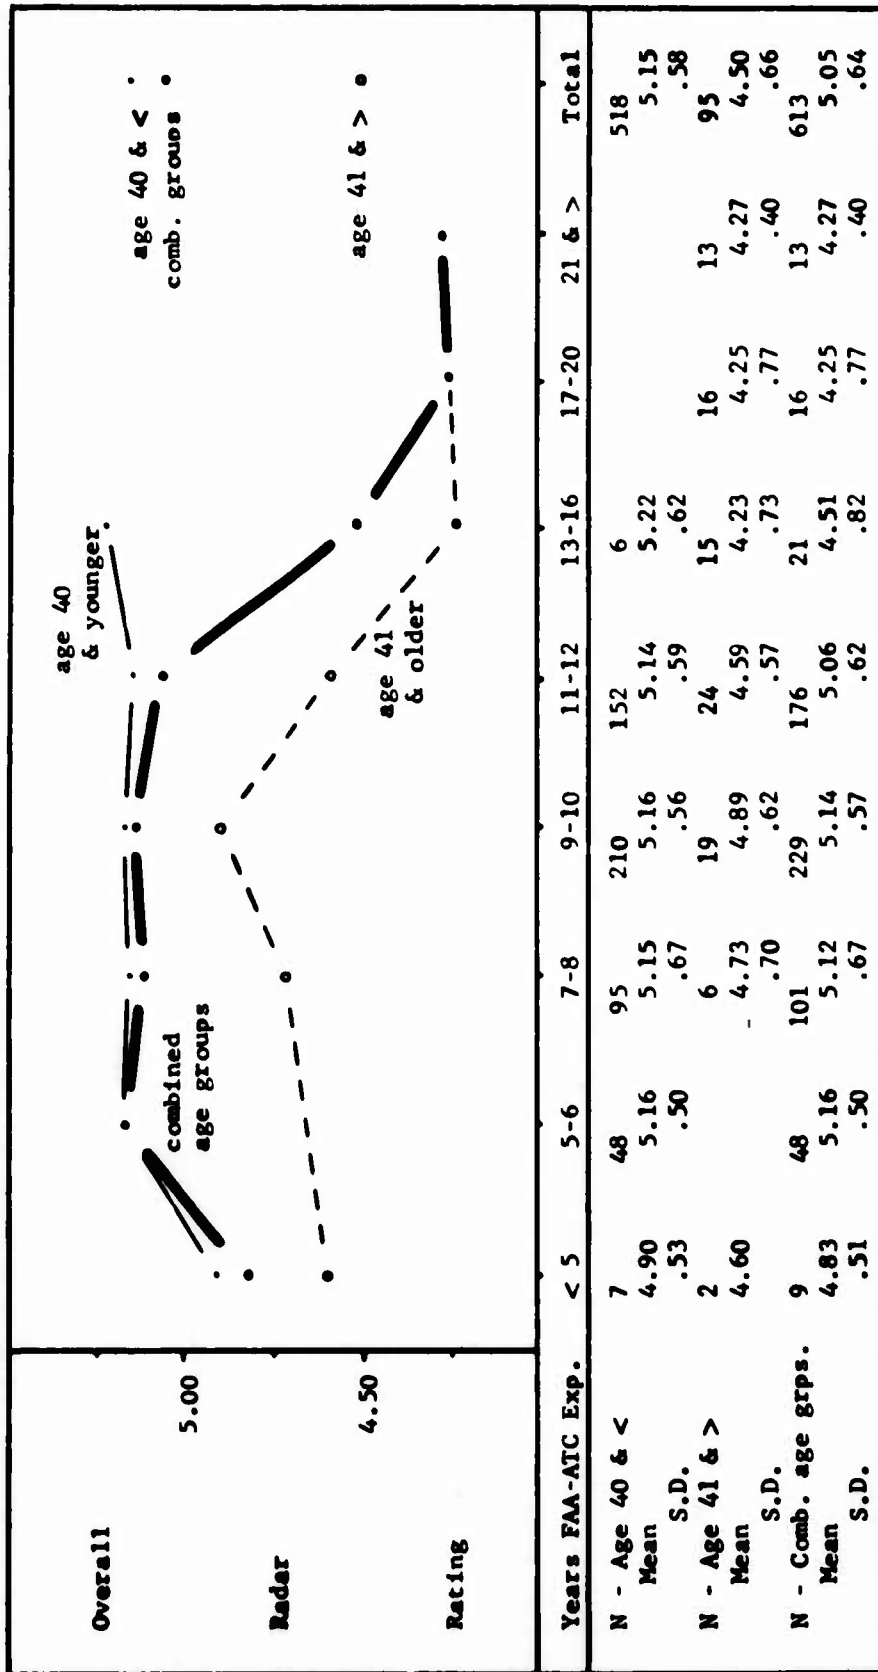 Overall
Radar
Rating
5.00
4.50
age 40
& younger
combined
age groups
age 41
& older
age 40 & <
comb. groups
age 41 & >
Years FAA-ATC Exp. < 5 5-6 7-8 9-10 11-12 13-16 17-20 21 & > Total
N - Age 40 & < 7 48 95 210 152 6 518
Mean 4.90 5.16 5.15 5.16 5.14 5.22 5.15
S.D. .53 .50 .67 .56 .59 .62 .58
N - Age 41 & > 2 6 19 24 15 16 13 95
Mean 4.60 4.73 4.89 4.59 4.23 4.25 4.27 4.50
S.D. .70 .62 .57 .73 .77 .40 .66
N - Comb. age grps. 9 48 101 229 176 21 16 13 613
Mean 4.83 5.16 5.12 5.14 5.06 4.51 4.25 4.27 5.05
S.D. .51 .50 .67 .57 .62 .82 .77 .40 .64